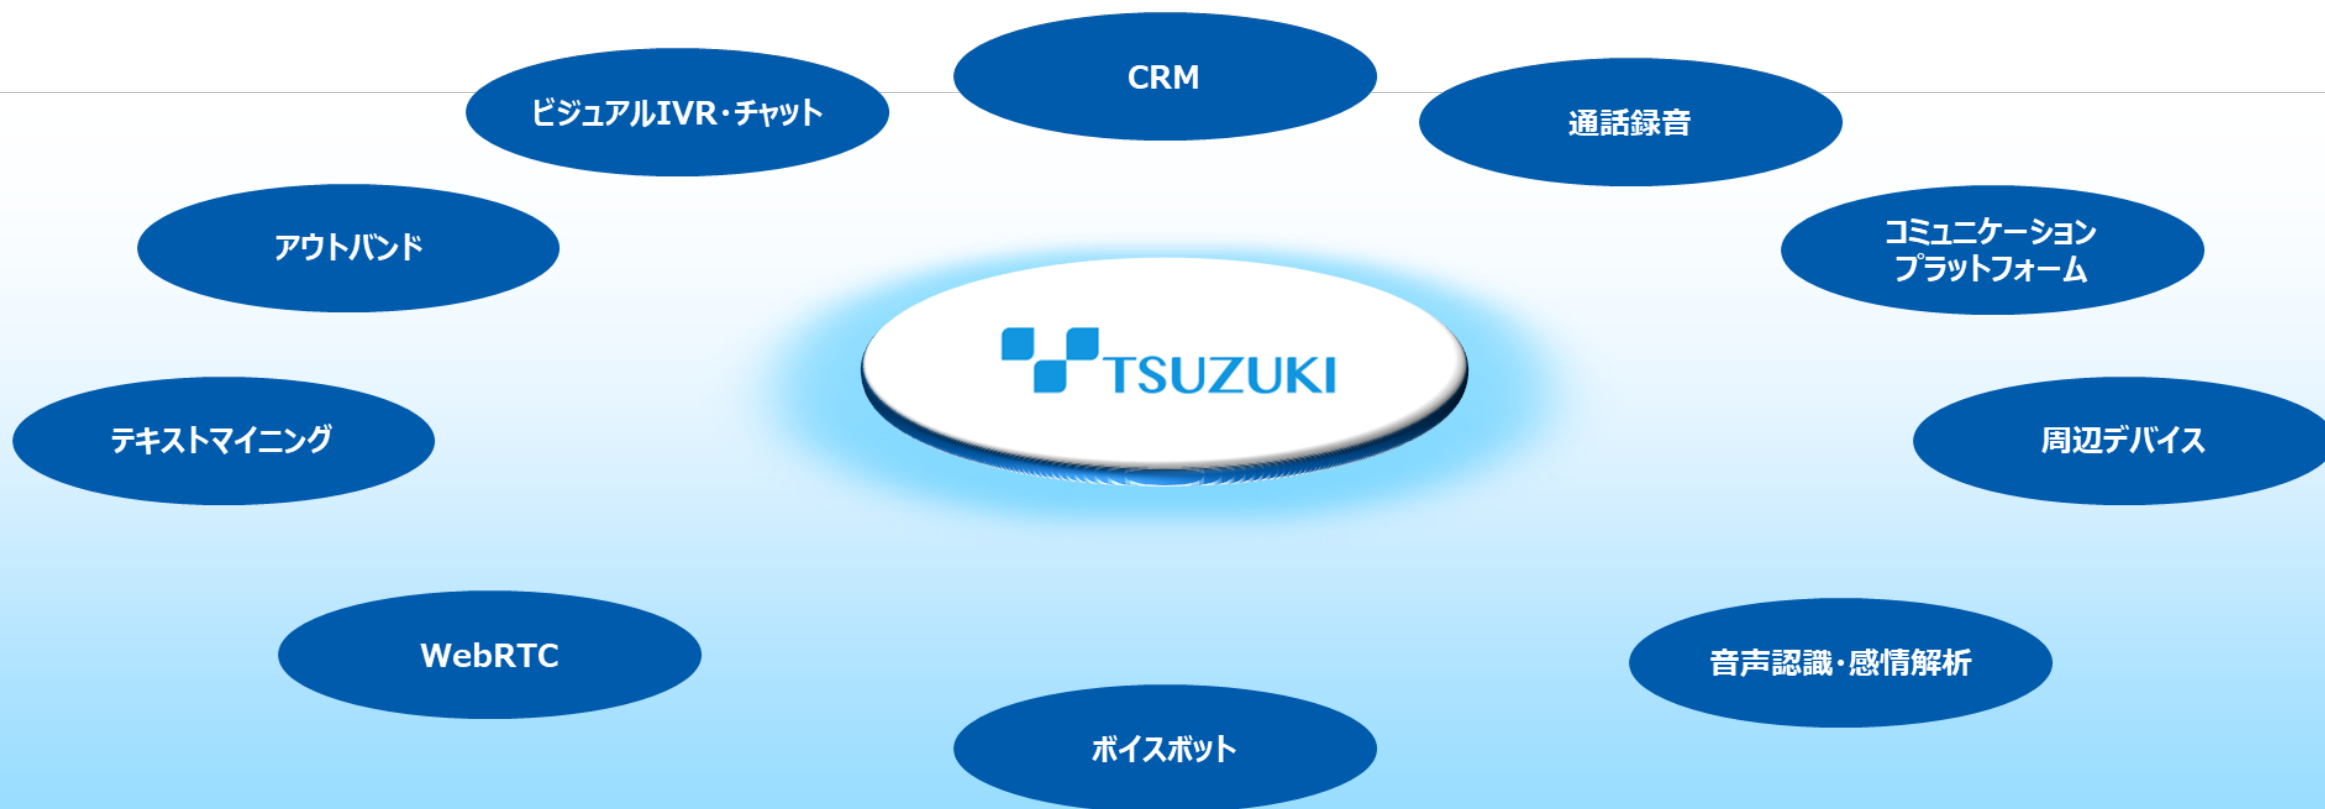 CRM
ビジュアルIVR・チャット
通話録音
アウトバンド
コミュニケーション
プラットフォーム
TSUZUKI
テキストマイニング
周辺デバイス
WebRTC
音声認識・感情解析
ボイスボット